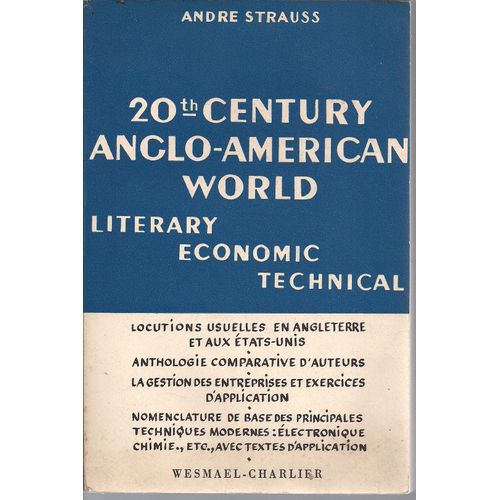 ANDRE STRAUSS
20th CENTURY
ANGLO-AMERICAN
WORLD
LITERARY
ECONOMIC
TECHNICAL
LOCUTIONS USUELLES EN ANGLETERRE
ET AUX ÉTATS-UNIS
•
ANTHOLOGIE COMPARATIVE D'AUTEURS
•
LA GESTION DES ENTREPRISES ET EXERCICES
D'APPLICATION
•
NOMENCLATURE DE BASE DES PRINCIPALES
TECHNIQUES MODERNES : ÉLECTRONIQUE
CHIMIE., ETC., AVEC TEXTES D'APPLICATION
•
WESMAEL-CHARLIER